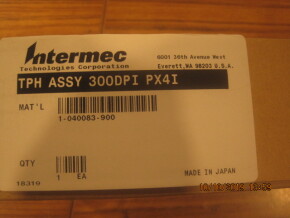 Intermec
Technologies Corporation
6001 36th Avenue West
Everett, WA 98203 U.S.A.
TPH ASSY 300DPI PX4I
MAT'L
1-040083-900
QTY
1 EA
MADE IN JAPAN
18319